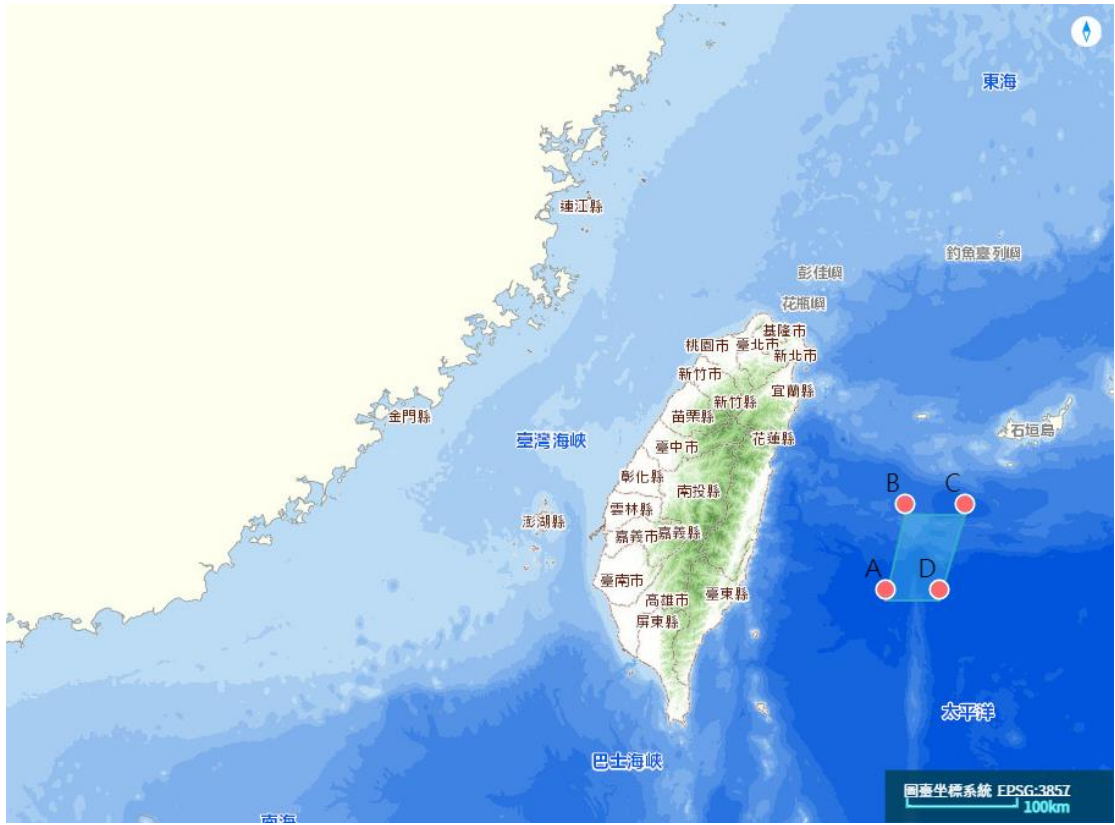 東海
連江縣
釣魚臺列嶼
彭佳嶼
花瓶嶼
基隆市
桃園市
臺北市
新北市
新竹市
宜蘭縣
新竹縣
苗栗縣
金門縣
石垣島
臺灣海峽
花蓮縣
臺中市
彰化縣
南投縣
B
C
雲林縣
澎湖縣
嘉義市
嘉義縣
A
D
臺南市
臺東縣
高雄市
屏東縣
太平洋
巴士海峽
圖臺坐標系統 EPSG:3857
100km
南海